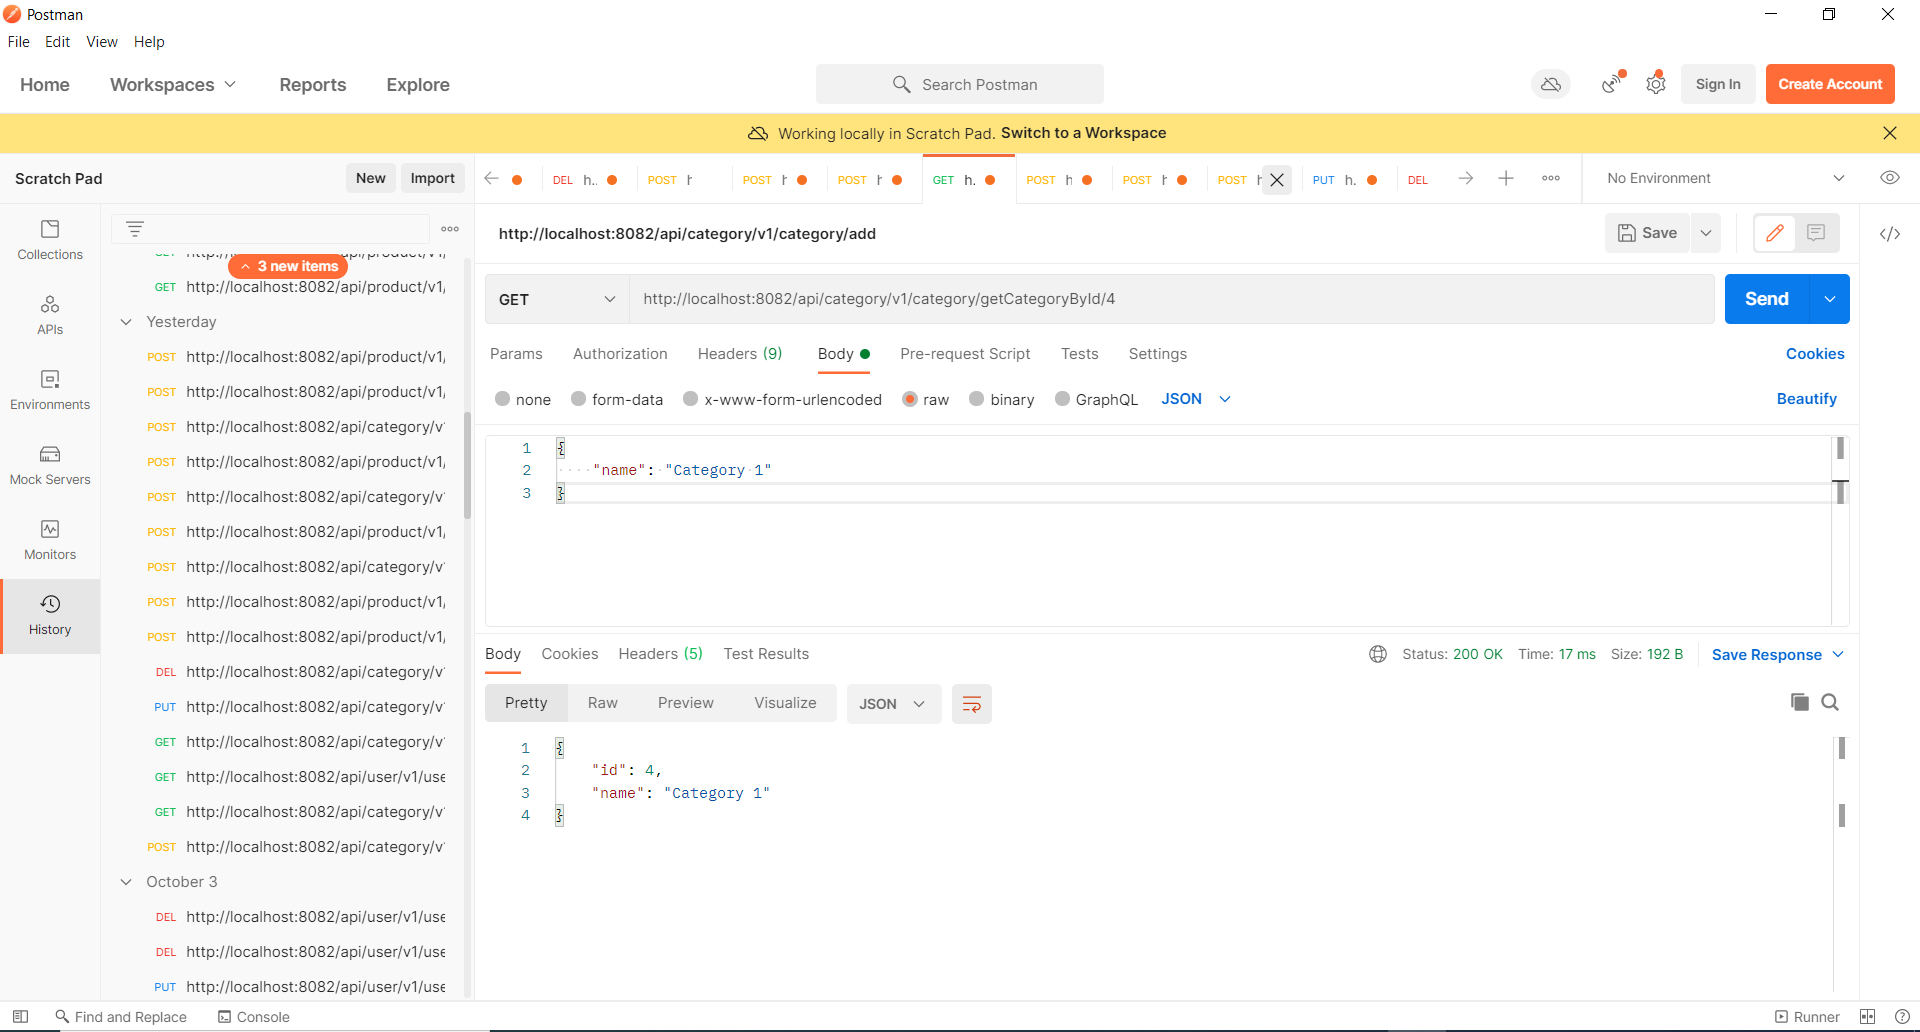 Postman
File Edit View Help
Home Workspaces Reports Explore Search Postman Sign In Create Account
Working locally in Scratch Pad. Switch to a Workspace
Scratch Pad New Import
DEL h.. POST POST POST GET h. POST POST POST PUT h. DEL No Environment
Collections
APIs
Environments
Mock Servers
Monitors
History
3 new items
GET http://localhost:8082/api/product/v1/
Yesterday
POST http://localhost:8082/api/product/v1/
POST http://localhost:8082/api/product/v1/
POST http://localhost:8082/api/category/v
POST http://localhost:8082/api/product/v1/
POST http://localhost:8082/api/category/v
POST http://localhost:8082/api/product/v1/
POST http://localhost:8082/api/category/v
POST http://localhost:8082/api/product/v1/
POST http://localhost:8082/api/product/v1/
DEL http://localhost:8082/api/category/v
PUT http://localhost:8082/api/category/v
GET http://localhost:8082/api/category/v
GET http://localhost:8082/api/user/v1/use
GET http://localhost:8082/api/category/v
POST http://localhost:8082/api/category/v
October 3
DEL http://localhost:8082/api/user/v1/use
DEL http://localhost:8082/api/user/v1/use
PUT http://localhost:8082/api/user/v1/use
http://localhost:8082/api/category/v1/category/add Save </>
GET http://localhost:8082/api/category/v1/category/getCategoryById/4 Send
Params Authorization Headers (9) Body Pre-request Script Tests Settings Cookies
none form-data x-www-form-urlencoded raw binary GraphQL JSON Beautify
1 {
2 "name": "Category 1"
3 }
Body Cookies Headers (5) Test Results Status: 200 OK Time: 17 ms Size: 192 B Save Response
Pretty Raw Preview Visualize JSON
1 {
2 "id": 4,
3 "name": "Category 1"
4 }
Find and Replace Console Runner